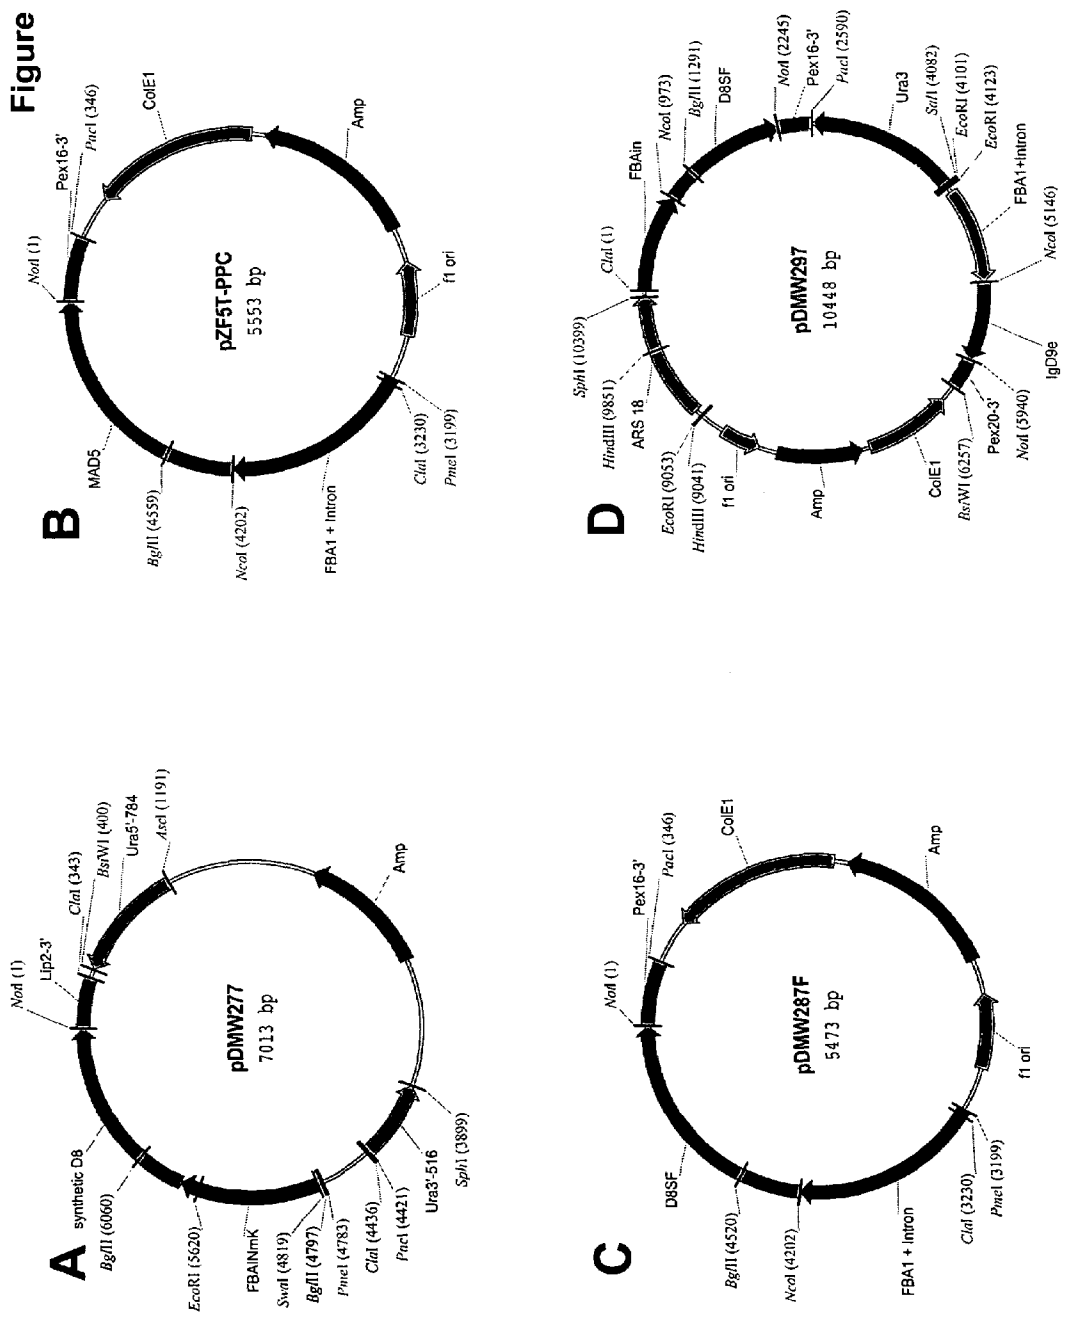 Figure
A
pDMW277
7013 bp
NotI (1)
Lip2-3'
ClaI (343)
BsiWI (400)
Ura5'-784
AscI (1191)
Amp
SphI (3899)
Ura3'-516
PacI (4421)
ClaI (4436)
PmeI (4783)
BglII (4797)
SwaI (4819)
FBAINmK
EcoRI (5620)
BglII (6060)
synthetic D8
B
pZF5T-PPC
5553 bp
NotI (1)
Pex16-3'
PacI (346)
ColE1
Amp
f1 ori
PmeI (3199)
ClaI (3230)
FBA1 + Intron
NcoI (4202)
BglII (4559)
MAD5
C
pDMW287F
5473 bp
NotI (1)
Pex16-3'
PacI (346)
ColE1
Amp
f1 ori
PmeI (3199)
ClaI (3230)
FBA1 + Intron
NcoI (4202)
BglII (4520)
D8SF
D
pDMW297
10448 bp
ClaI (1)
FBAin
NcoI (973)
BglII (1291)
D8SF
NotI (2245)
Pex16-3'
PacI (2590)
Ura3
SalI (4082)
EcoRI (4101)
EcoRI (4123)
FBA1+Intron
NcoI (5146)
IgD9e
NotI (5940)
Pex20-3'
BsiWI (6257)
ColE1
Amp
f1 ori
HindIII (9041)
EcoRI (9053)
ARS 18
HindIII (9851)
SphI (10399)